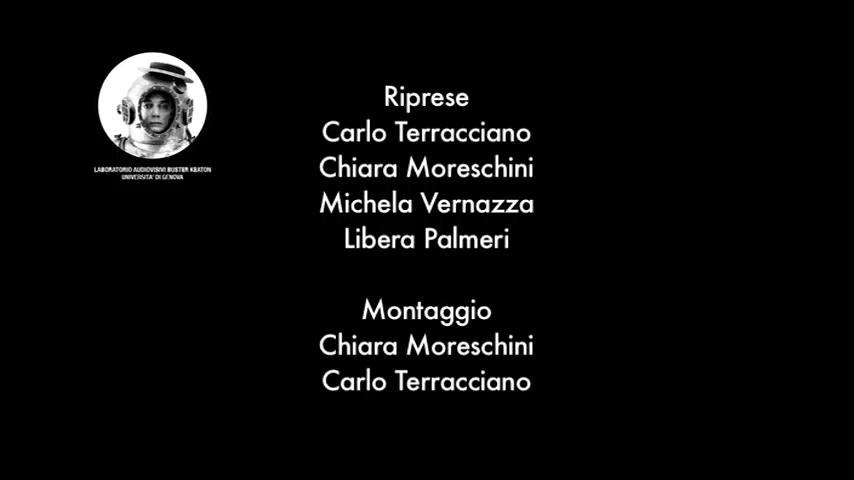 LABORATORIO AUDIOVISIVI BUSTER KEATON
UNIVERSITA' DI GENOVA
Riprese
Carlo Terracciano
Chiara Moreschini
Michela Vernazza
Libera Palmeri
Montaggio
Chiara Moreschini
Carlo Terracciano